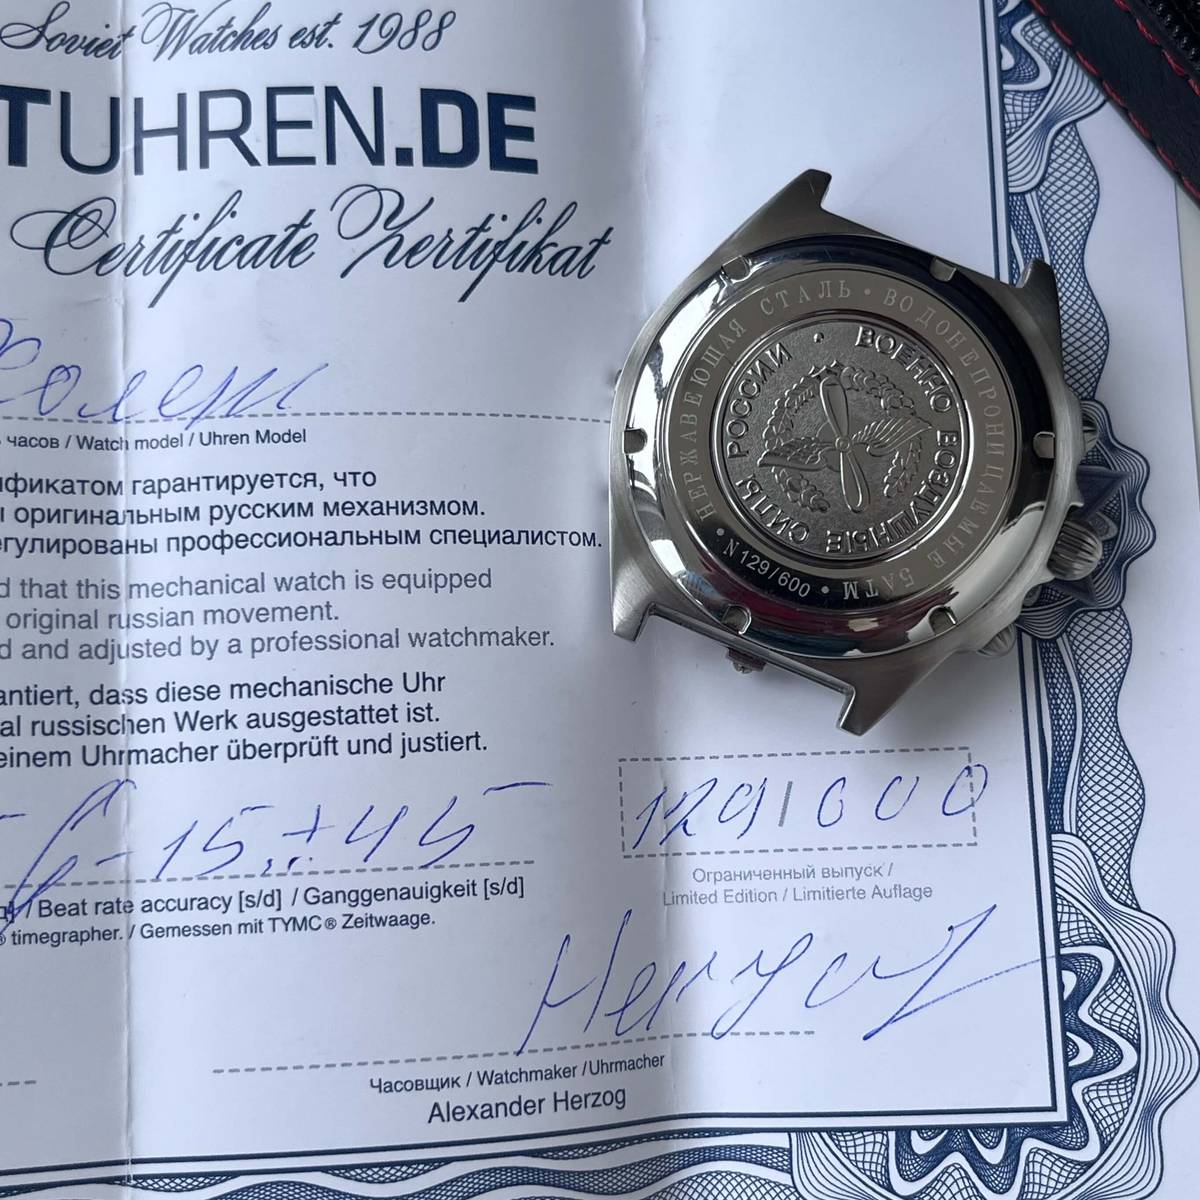 Soviet Watches est. 1988
TUHREN.DE
Certificate Zertifikat
часов / Watch model / Uhren Model
ификатом гарантируется, что
оригинальным русским механизмом.
егулированы профессиональным специалистом.
d that this mechanical watch is equipped
original russian movement.
d and adjusted by a professional watchmaker.
antiert, dass diese mechanische Uhr
al russischen Werk ausgestattet ist.
einem Uhrmacher überprüft und justiert.
-15 ... +45
129/600
/ Beat rate accuracy [s/d] / Ganggenauigkeit [s/d]
® timegrapher. / Gemessen mit TYMC® Zeitwaage.
Ограниченный выпуск /
Limited Edition / Limitierte Auflage
Часовщик / Watchmaker /Uhrmacher
Alexander Herzog
НЕРЖАВЕЮЩАЯ СТАЛЬ • ВОДОНЕПРОНИЦАЕМЫЕ 5АТМ • N129/600 •
ВОЕННО ВОЗДУШНЫЕ СИЛЫ РОССИИ •